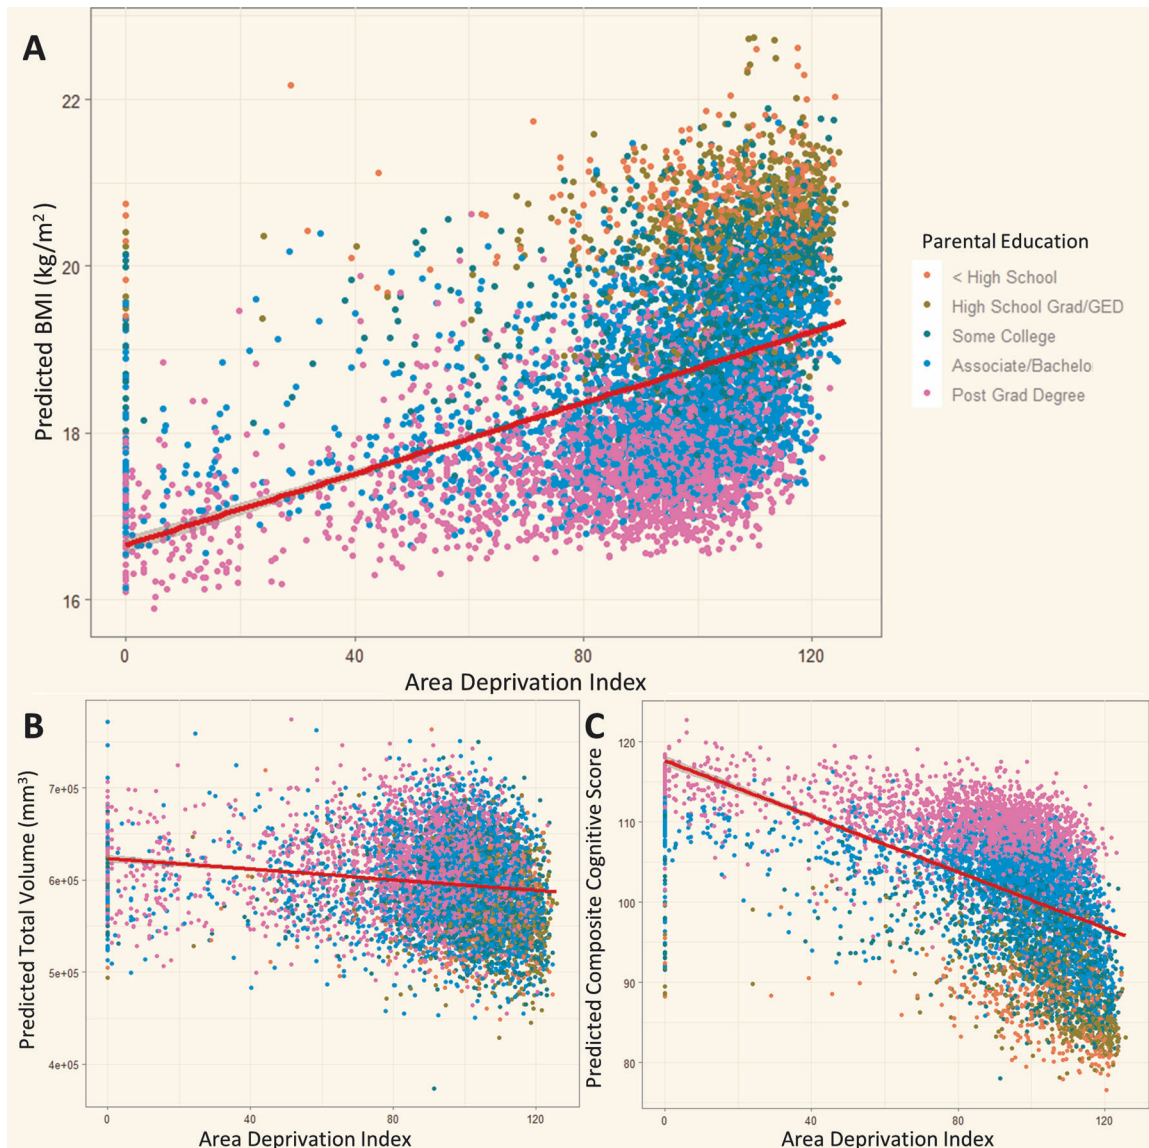 A
22
20
18
16
Predicted BMI (kg/m²)
0 40 80 120
Area Deprivation Index
Parental Education
< High School
High School Grad/GED
Some College
Associate/Bachelo
Post Grad Degree
B
7e+05
6e+05
5e+05
4e+05
Predicted Total Volume (mm³)
0 40 80 120
Area Deprivation Index
C
120
110
100
90
80
Predicted Composite Cognitive Score
0 40 80 120
Area Deprivation Index